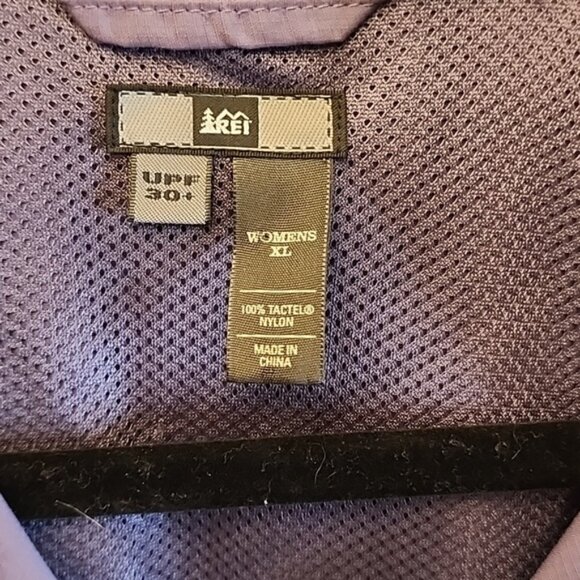 REI
UPF
30+
WOMENS
XL
100% TACTEL®
NYLON
MADE IN
CHINA